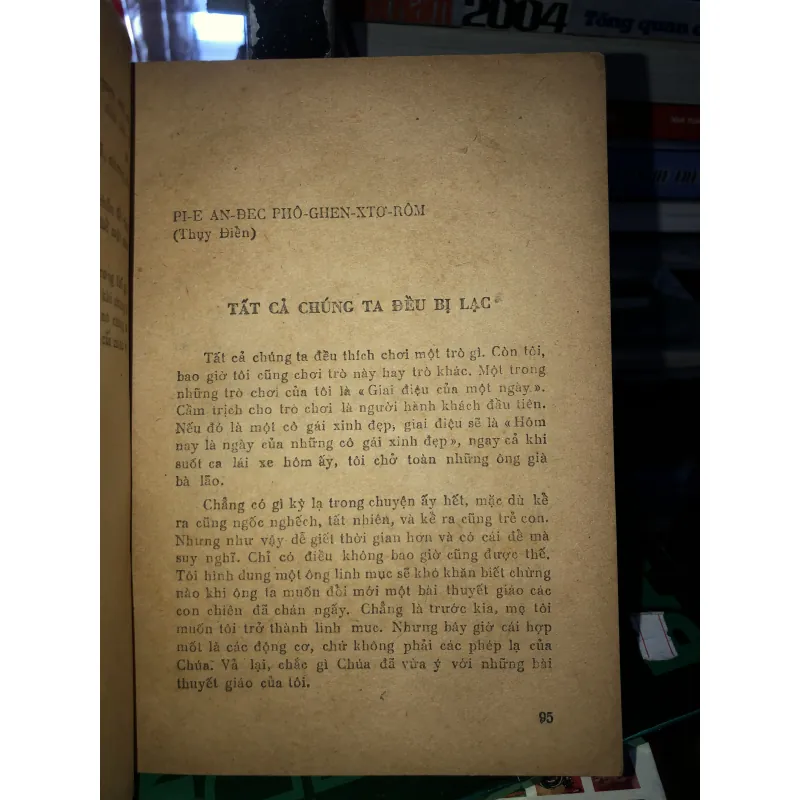 2004 Tổng quan
PI-E AN-ĐEC PHÔ-GHEN-XTƠ-RÔM
(Thụy Điền)
TẤT CẢ CHÚNG TA ĐỀU BỊ LẠC
Tất cả chúng ta đều thích chơi một trò gì. Còn tôi,
bao giờ tôi cũng chơi trò này hay trò khác. Một trong
những trò chơi của tôi là «Giai điệu của một ngày».
Cầm trịch cho trò chơi là người hành khách đầu tiên.
Nếu đó là một cô gái xinh đẹp, giai điệu sẽ là «Hôm
nay là ngày của những cô gái xinh đẹp», ngay cả khi
suốt ca lái xe hôm ấy, tôi chở toàn những ông già
bà lão.
Chẳng có gì kỳ lạ trong chuyện ấy hết, mặc dù kề
ra cũng ngốc nghếch, tất nhiên, và kề ra cũng trẻ con.
Nhưng như vậy dễ giết thời gian hơn và có cái đề mà
suy nghĩ. Chỉ có điều không bao giờ cũng được thế.
Tôi hình dung một ông linh mục sẽ khó khăn biết chừng
nào khi ông ta muốn đồi mới một bài thuyết giáo các
con chiên đã chán ngấy. Chẳng là trước kia, mẹ tôi
muốn tôi trở thành linh mục. Nhưng bây giờ cái hợp
mốt là các động cơ, chứ không phải các phép lạ của
Chúa. Vả lại, chắc gì Chúa đã vừa ý với những bài
thuyết giáo của tôi.
95